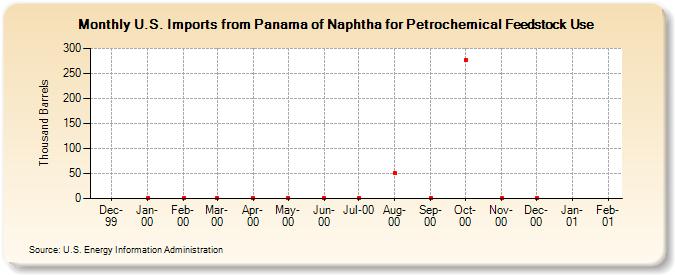 Monthly U.S. Imports from Panama of Naphtha for Petrochemical Feedstock Use
Thousand Barrels
300
250
200
150
100
50
0
Dec-99 Jan-00 Feb-00 Mar-00 Apr-00 May-00 Jun-00 Jul-00 Aug-00 Sep-00 Oct-00 Nov-00 Dec-00 Jan-01 Feb-01
Source: U.S. Energy Information Administration